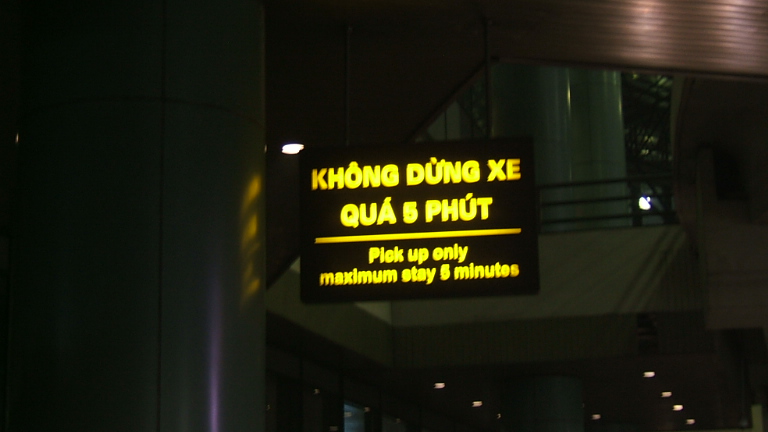 KHÔNG DỪNG XE
QUÁ 5 PHÚT
Pick up only
maximum stay 5 minutes